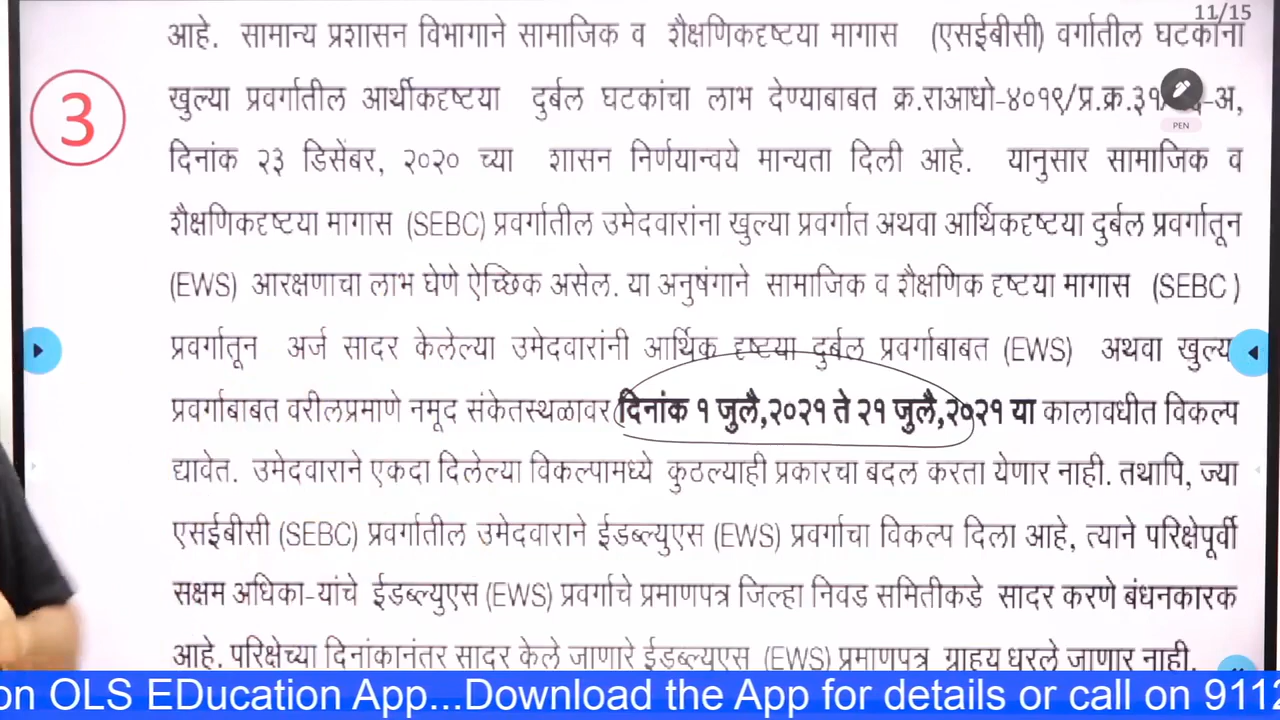 11/15
आहे. सामान्य प्रशासन विभागाने सामाजिक व शैक्षणिकदृष्टया मागास (एसईबीसी) वर्गातील घटकांना
3
खुल्या प्रवर्गातील आर्थीकदृष्टया दुर्बल घटकांचा लाभ देण्याबाबत क्र.राआधो-४०१९/प्र.क्र.३१/ -अ,
PEN
दिनांक २३ डिसेंबर, २०२० च्या शासन निर्णयान्वये मान्यता दिली आहे. यानुसार सामाजिक व
शैक्षणिकदृष्टया मागास (SEBC) प्रवर्गातील उमेदवारांना खुल्या प्रवर्गात अथवा आर्थिकदृष्टया दुर्बल प्रवर्गातून
(EWS) आरक्षणाचा लाभ घेणे ऐच्छिक असेल. या अनुषंगाने सामाजिक व शैक्षणिक दृष्टया मागास (SEBC)
प्रवर्गातून अर्ज सादर केलेल्या उमेदवारांनी आर्थिक दृष्टया दुर्बल प्रवर्गाबाबत (EWS) अथवा खुल्य
प्रवर्गाबाबत वरीलप्रमाणे नमूद संकेतस्थळावर दिनांक १ जुलै,२०२१ ते २१ जुलै,२०२१ या कालावधीत विकल्प
द्यावेत. उमेदवाराने एकदा दिलेल्या विकल्पामध्ये कुठल्याही प्रकारचा बदल करता येणार नाही. तथापि, ज्या
एसईबीसी (SEBC) प्रवर्गातील उमेदवाराने ईडब्ल्युएस (EWS) प्रवर्गाचा विकल्प दिला आहे, त्याने परिक्षेपूर्वी
सक्षम अधिका-यांचे ईडब्ल्युएस (EWS) प्रवर्गाचे प्रमाणपत्र जिल्हा निवड समितीकडे सादर करणे बंधनकारक
आहे. परिक्षेच्या दिनांकानंतर सादर केले जाणारे ईडब्ल्युएस (EWS) प्रमाणपत्र ग्राहय धरले जाणार नाही.
on OLS EDucation App...Download the App for details or call on 9112